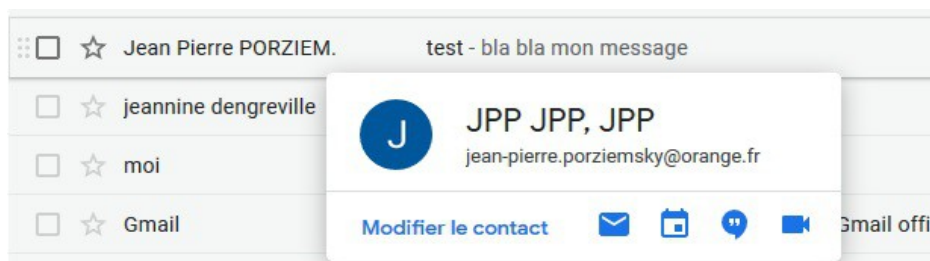 Jean Pierre PORZIEM. test - bla bla mon message
jeannine dengreville
moi
Gmail
J
JPP JPP, JPP
jean-pierre.porziemsky@orange.fr
Modifier le contact
Gmail offi